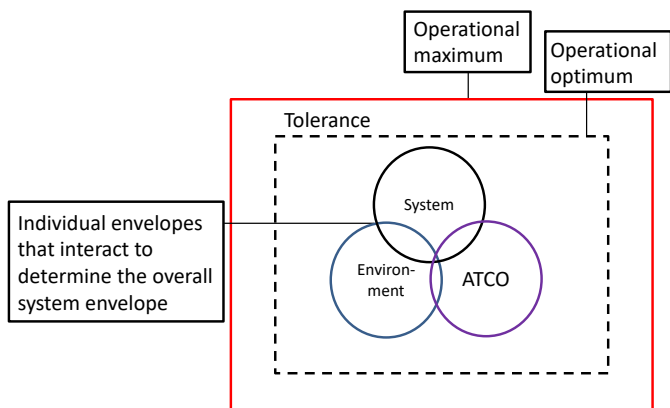 Operational
maximum
Operational
optimum
Tolerance
System
Individual envelopes
that interact to
determine the overall
system envelope
Environ-
ment
ATCO